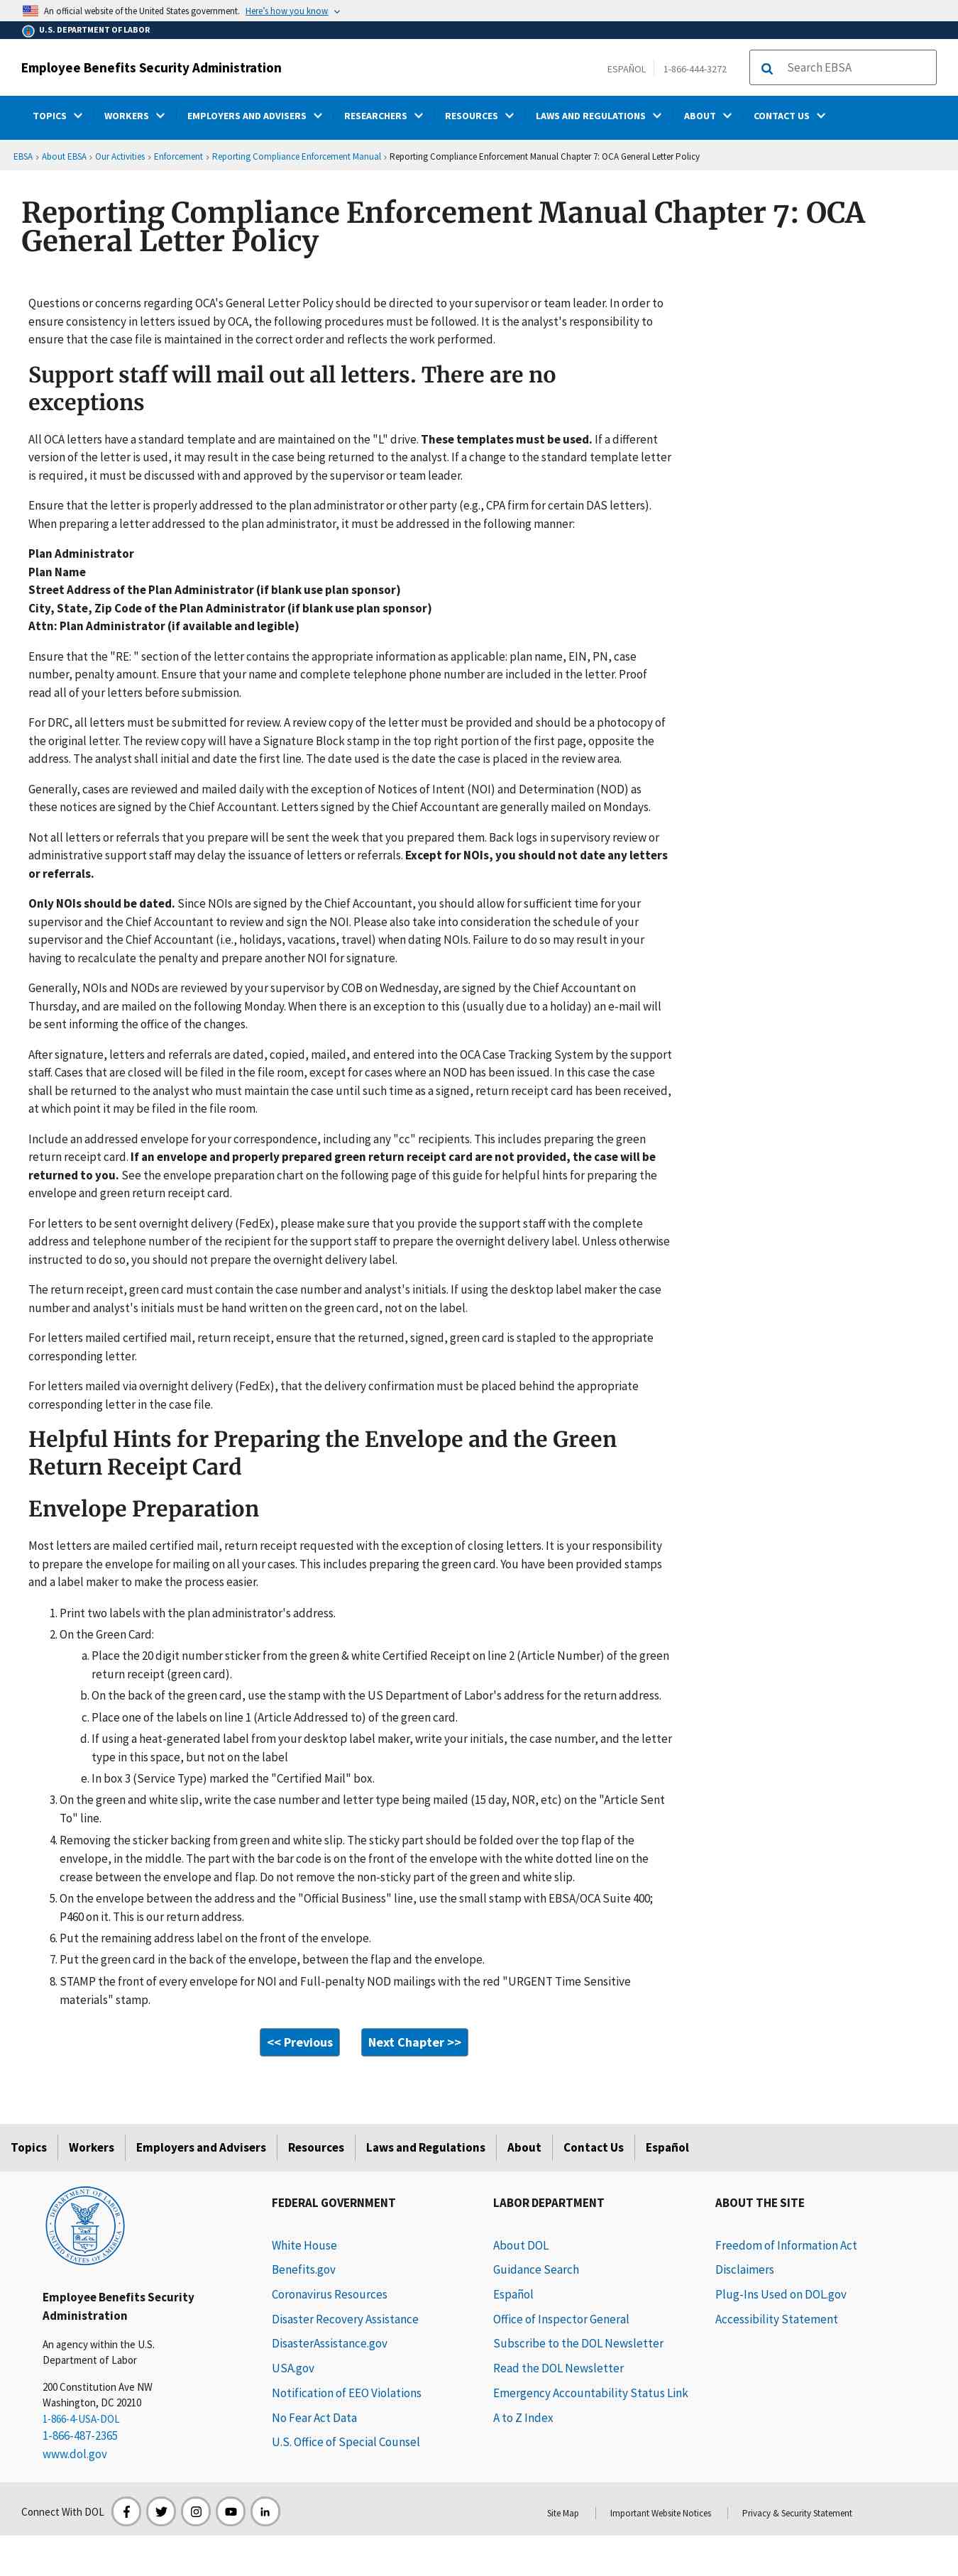 An official website of the United States government. Here's how you know
U.S. DEPARTMENT OF LABOR
Employee Benefits Security Administration
ESPAÑOL
1-866-444-3272
Search EBSA
TOPICS
WORKERS
EMPLOYERS AND ADVISERS
RESEARCHERS
RESOURCES
LAWS AND REGULATIONS
ABOUT
CONTACT US
EBSA › About EBSA › Our Activities › Enforcement › Reporting Compliance Enforcement Manual › Reporting Compliance Enforcement Manual Chapter 7: OCA General Letter Policy
Reporting Compliance Enforcement Manual Chapter 7: OCA
General Letter Policy
Questions or concerns regarding OCA's General Letter Policy should be directed to your supervisor or team leader. In order to
ensure consistency in letters issued by OCA, the following procedures must be followed. It is the analyst's responsibility to
ensure that the case file is maintained in the correct order and reflects the work performed.
Support staff will mail out all letters. There are no
exceptions
All OCA letters have a standard template and are maintained on the "L" drive. These templates must be used. If a different
version of the letter is used, it may result in the case being returned to the analyst. If a change to the standard template letter
is required, it must be discussed with and approved by the supervisor or team leader.
Ensure that the letter is properly addressed to the plan administrator or other party (e.g., CPA firm for certain DAS letters).
When preparing a letter addressed to the plan administrator, it must be addressed in the following manner:
Plan Administrator
Plan Name
Street Address of the Plan Administrator (if blank use plan sponsor)
City, State, Zip Code of the Plan Administrator (if blank use plan sponsor)
Attn: Plan Administrator (if available and legible)
Ensure that the "RE: " section of the letter contains the appropriate information as applicable: plan name, EIN, PN, case
number, penalty amount. Ensure that your name and complete telephone phone number are included in the letter. Proof
read all of your letters before submission.
For DRC, all letters must be submitted for review. A review copy of the letter must be provided and should be a photocopy of
the original letter. The review copy will have a Signature Block stamp in the top right portion of the first page, opposite the
address. The analyst shall initial and date the first line. The date used is the date the case is placed in the review area.
Generally, cases are reviewed and mailed daily with the exception of Notices of Intent (NOI) and Determination (NOD) as
these notices are signed by the Chief Accountant. Letters signed by the Chief Accountant are generally mailed on Mondays.
Not all letters or referrals that you prepare will be sent the week that you prepared them. Back logs in supervisory review or
administrative support staff may delay the issuance of letters or referrals. Except for NOIs, you should not date any letters
or referrals.
Only NOIs should be dated. Since NOIs are signed by the Chief Accountant, you should allow for sufficient time for your
supervisor and the Chief Accountant to review and sign the NOI. Please also take into consideration the schedule of your
supervisor and the Chief Accountant (i.e., holidays, vacations, travel) when dating NOIs. Failure to do so may result in your
having to recalculate the penalty and prepare another NOI for signature.
Generally, NOIs and NODs are reviewed by your supervisor by COB on Wednesday, are signed by the Chief Accountant on
Thursday, and are mailed on the following Monday. When there is an exception to this (usually due to a holiday) an e-mail will
be sent informing the office of the changes.
After signature, letters and referrals are dated, copied, mailed, and entered into the OCA Case Tracking System by the support
staff. Cases that are closed will be filed in the file room, except for cases where an NOD has been issued. In this case the case
shall be returned to the analyst who must maintain the case until such time as a signed, return receipt card has been received,
at which point it may be filed in the file room.
Include an addressed envelope for your correspondence, including any "cc" recipients. This includes preparing the green
return receipt card. If an envelope and properly prepared green return receipt card are not provided, the case will be
returned to you. See the envelope preparation chart on the following page of this guide for helpful hints for preparing the
envelope and green return receipt card.
For letters to be sent overnight delivery (FedEx), please make sure that you provide the support staff with the complete
address and telephone number of the recipient for the support staff to prepare the overnight delivery label. Unless otherwise
instructed to do so, you should not prepare the overnight delivery label.
The return receipt, green card must contain the case number and analyst's initials. If using the desktop label maker the case
number and analyst's initials must be hand written on the green card, not on the label.
For letters mailed certified mail, return receipt, ensure that the returned, signed, green card is stapled to the appropriate
corresponding letter.
For letters mailed via overnight delivery (FedEx), that the delivery confirmation must be placed behind the appropriate
corresponding letter in the case file.
Helpful Hints for Preparing the Envelope and the Green
Return Receipt Card
Envelope Preparation
Most letters are mailed certified mail, return receipt requested with the exception of closing letters. It is your responsibility
to prepare the envelope for mailing on all your cases. This includes preparing the green card. You have been provided stamps
and a label maker to make the process easier.
1. Print two labels with the plan administrator's address.
2. On the Green Card:
a. Place the 20 digit number sticker from the green & white Certified Receipt on line 2 (Article Number) of the green
return receipt (green card).
b. On the back of the green card, use the stamp with the US Department of Labor's address for the return address.
c. Place one of the labels on line 1 (Article Addressed to) of the green card.
d. If using a heat-generated label from your desktop label maker, write your initials, the case number, and the letter
type in this space, but not on the label
e. In box 3 (Service Type) marked the "Certified Mail" box.
3. On the green and white slip, write the case number and letter type being mailed (15 day, NOR, etc) on the "Article Sent
To" line.
4. Removing the sticker backing from green and white slip. The sticky part should be folded over the top flap of the
envelope, in the middle. The part with the bar code is on the front of the envelope with the white dotted line on the
crease between the envelope and flap. Do not remove the non-sticky part of the green and white slip.
5. On the envelope between the address and the "Official Business" line, use the small stamp with EBSA/OCA Suite 400;
P460 on it. This is our return address.
6. Put the remaining address label on the front of the envelope.
7. Put the green card in the back of the envelope, between the flap and the envelope.
8. STAMP the front of every envelope for NOI and Full-penalty NOD mailings with the red "URGENT Time Sensitive
materials" stamp.
<< Previous
Next Chapter >>
Topics
Workers
Employers and Advisers
Resources
Laws and Regulations
About
Contact Us
Español
DEPARTMENT OF LABOR
UNITED STATES OF AMERICA
Employee Benefits Security
Administration
An agency within the U.S.
Department of Labor
200 Constitution Ave NW
Washington, DC 20210
1-866-4-USA-DOL
1-866-487-2365
www.dol.gov
FEDERAL GOVERNMENT
White House
Benefits.gov
Coronavirus Resources
Disaster Recovery Assistance
DisasterAssistance.gov
USA.gov
Notification of EEO Violations
No Fear Act Data
U.S. Office of Special Counsel
LABOR DEPARTMENT
About DOL
Guidance Search
Español
Office of Inspector General
Subscribe to the DOL Newsletter
Read the DOL Newsletter
Emergency Accountability Status Link
A to Z Index
ABOUT THE SITE
Freedom of Information Act
Disclaimers
Plug-Ins Used on DOL.gov
Accessibility Statement
Connect With DOL
Site Map
Important Website Notices
Privacy & Security Statement